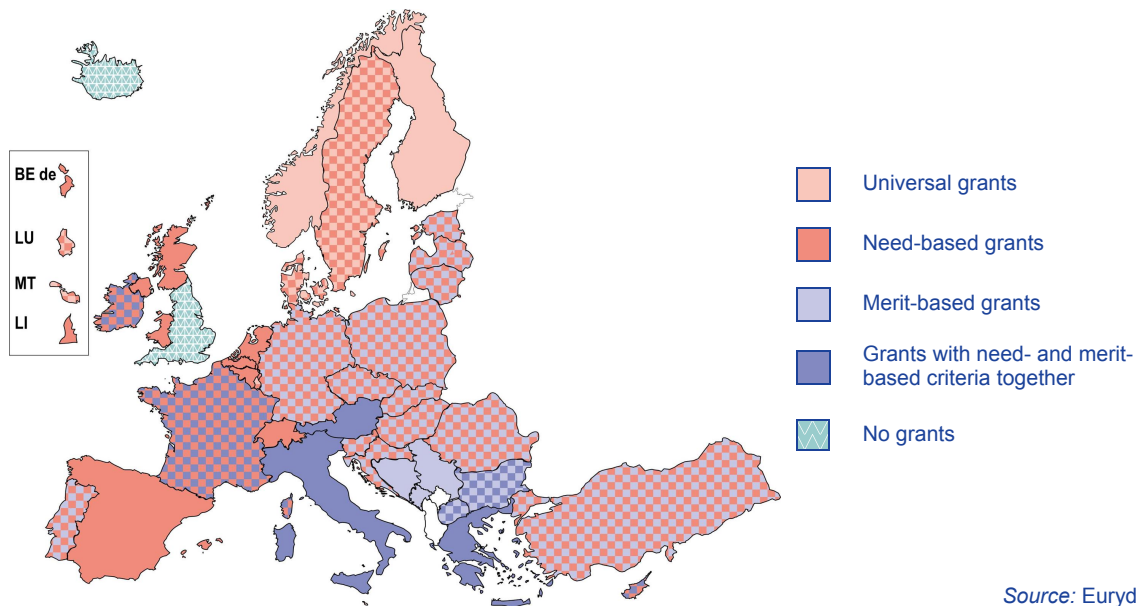 BE de
LU
MT
LI
Universal grants
Need-based grants
Merit-based grants
Grants with need- and merit-
based criteria together
No grants
Source: Euryd